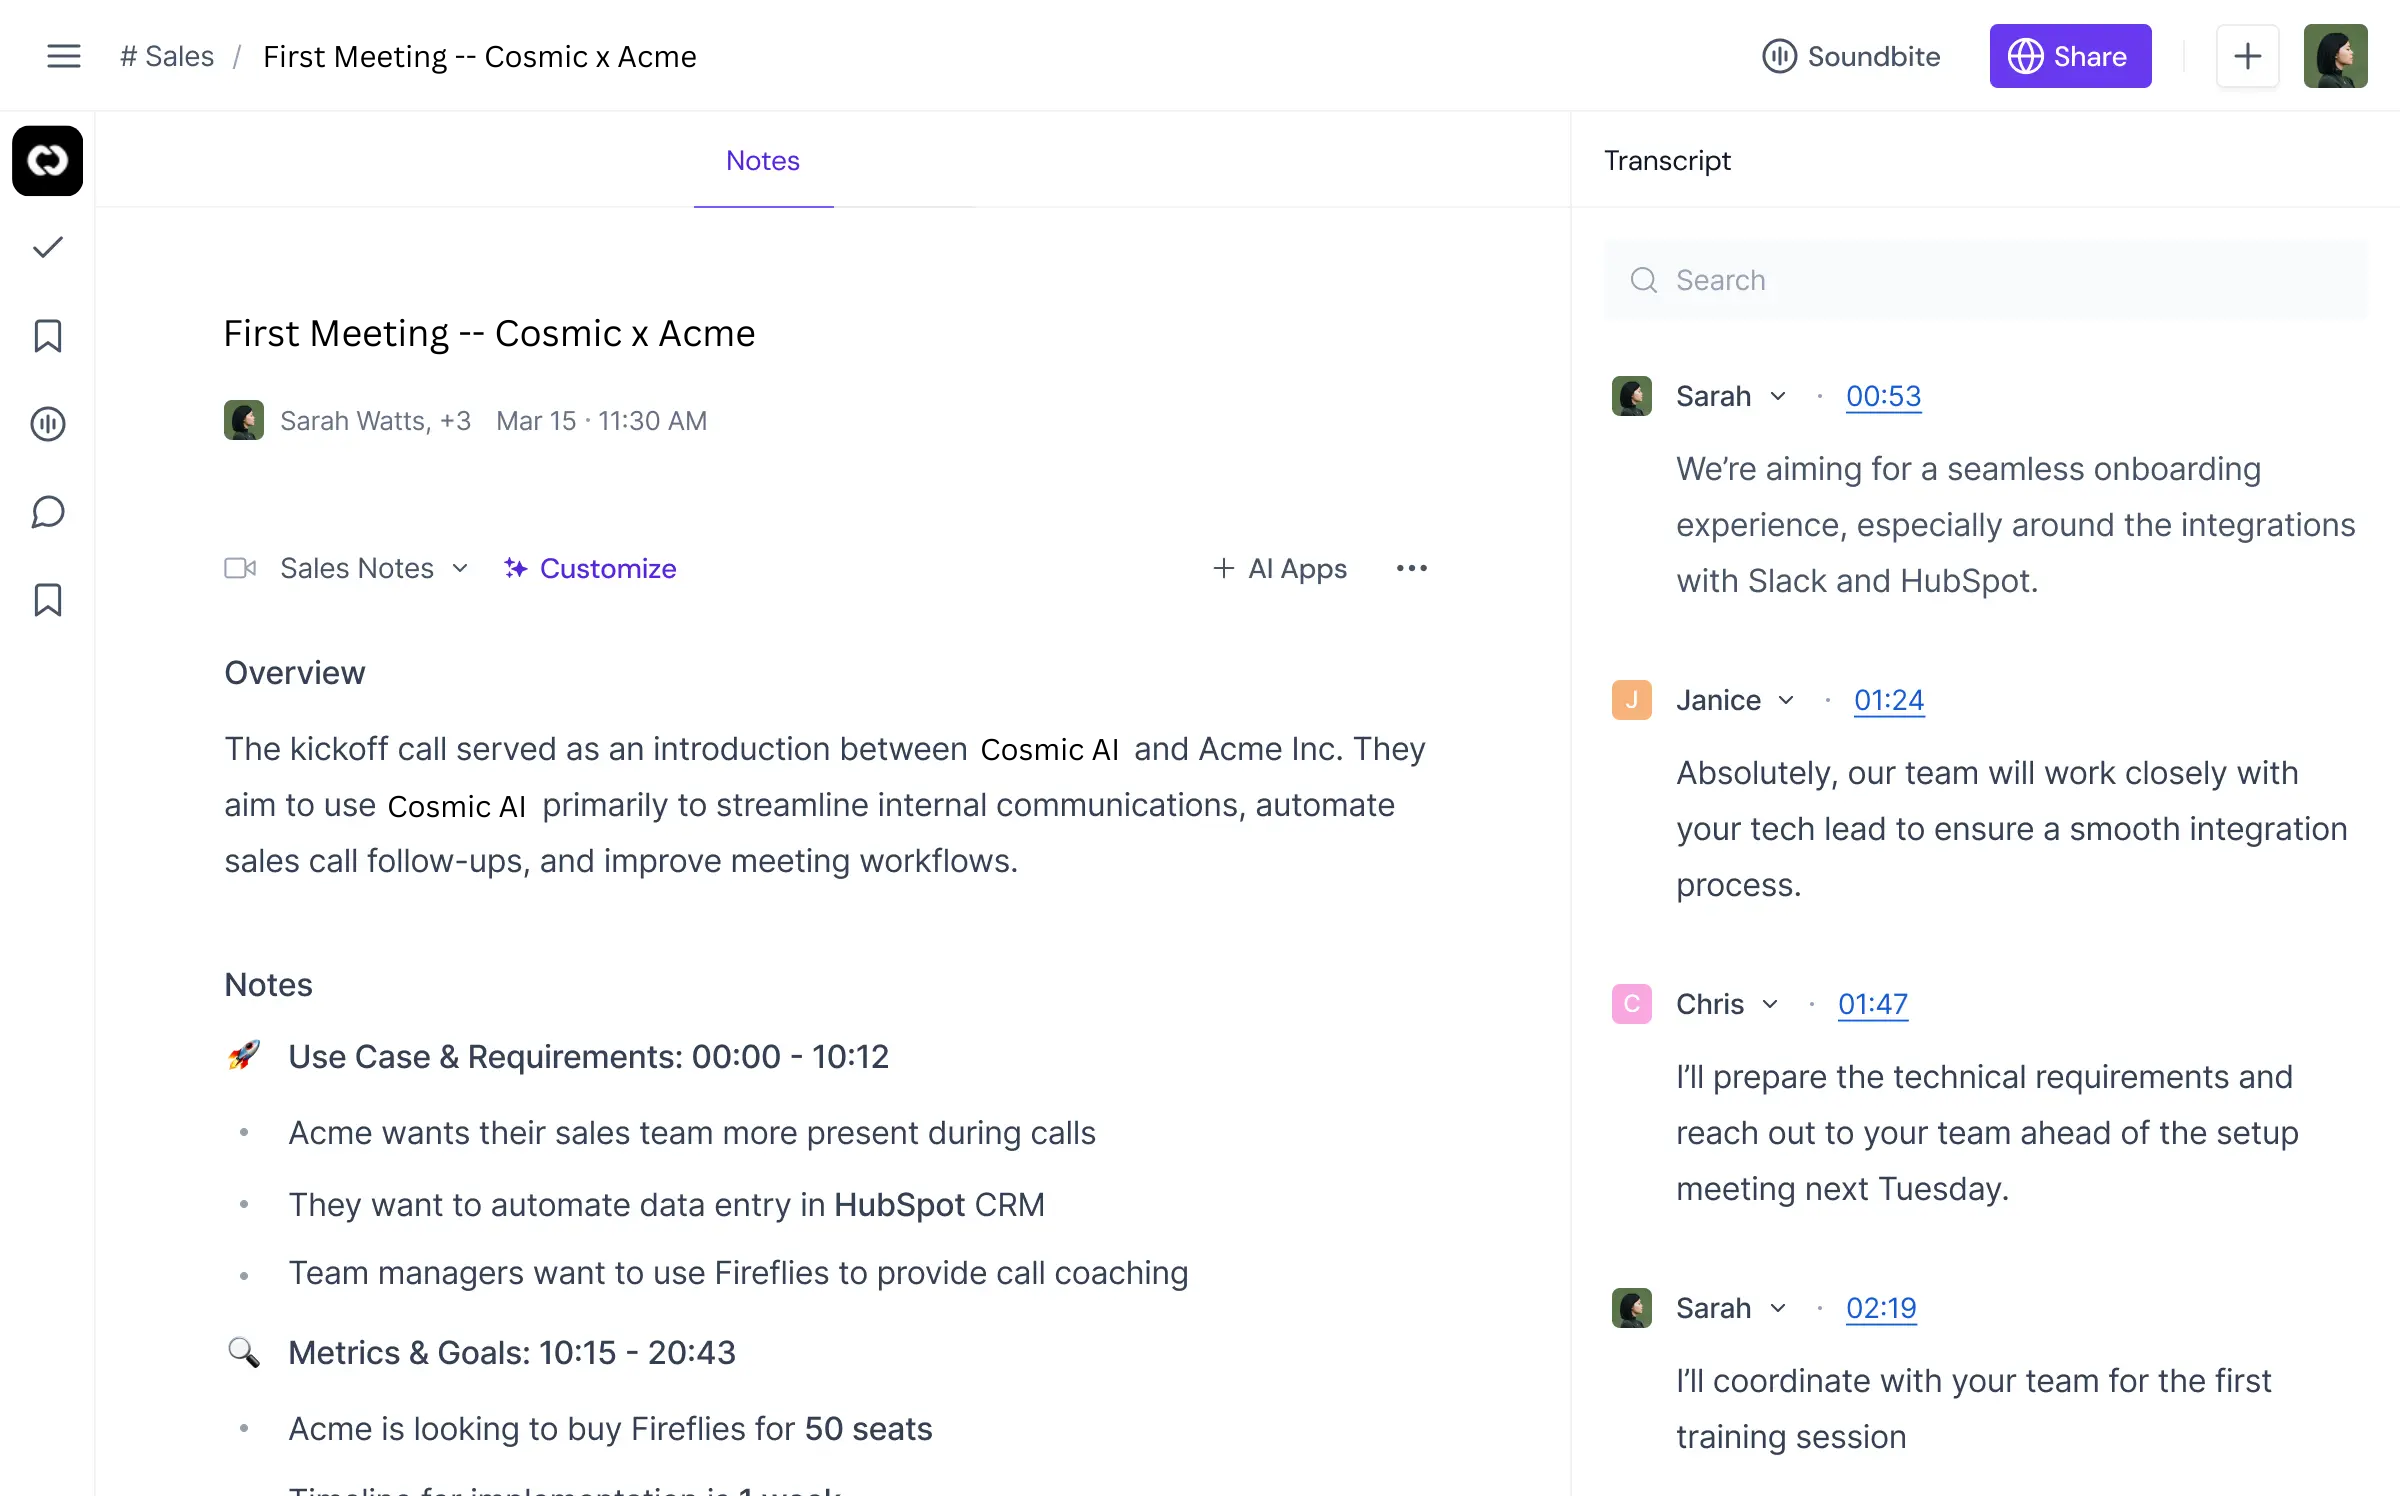 # Sales / First Meeting -- Cosmic x Acme
Soundbite
Share
Notes
Transcript
Search
First Meeting -- Cosmic x Acme
Sarah Watts, +3 Mar 15 · 11:30 AM
Sales Notes
Customize
+ AI Apps
Overview
The kickoff call served as an introduction between Cosmic AI and Acme Inc. They
aim to use Cosmic AI primarily to streamline internal communications, automate
sales call follow-ups, and improve meeting workflows.
Notes
🚀 Use Case & Requirements: 00:00 - 10:12
• Acme wants their sales team more present during calls
• They want to automate data entry in HubSpot CRM
• Team managers want to use Fireflies to provide call coaching
🔍 Metrics & Goals: 10:15 - 20:43
• Acme is looking to buy Fireflies for 50 seats
Timeline for implementation is 1 week
Sarah · 00:53
We’re aiming for a seamless onboarding
experience, especially around the integrations
with Slack and HubSpot.
J Janice · 01:24
Absolutely, our team will work closely with
your tech lead to ensure a smooth integration
process.
C Chris · 01:47
I’ll prepare the technical requirements and
reach out to your team ahead of the setup
meeting next Tuesday.
Sarah · 02:19
I’ll coordinate with your team for the first
training session